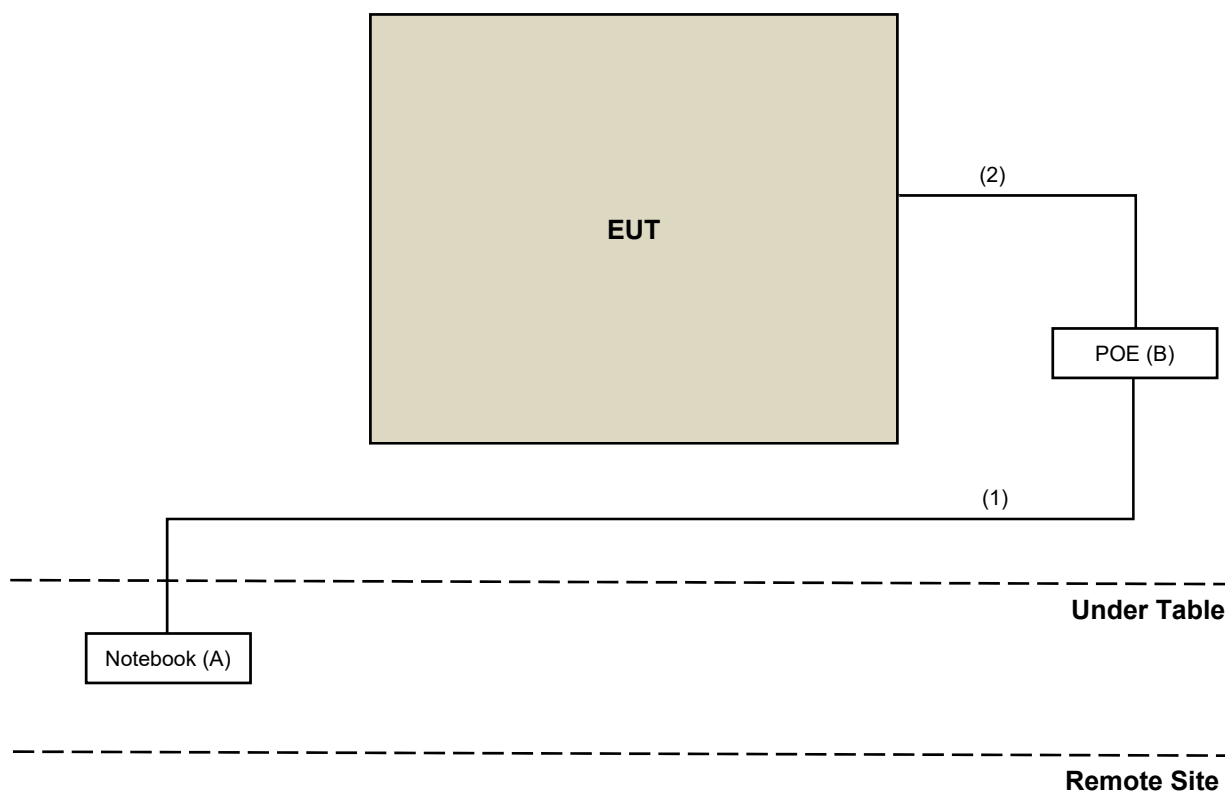 (2)
EUT
POE (B)
(1)
Under Table
Notebook (A)
Remote Site